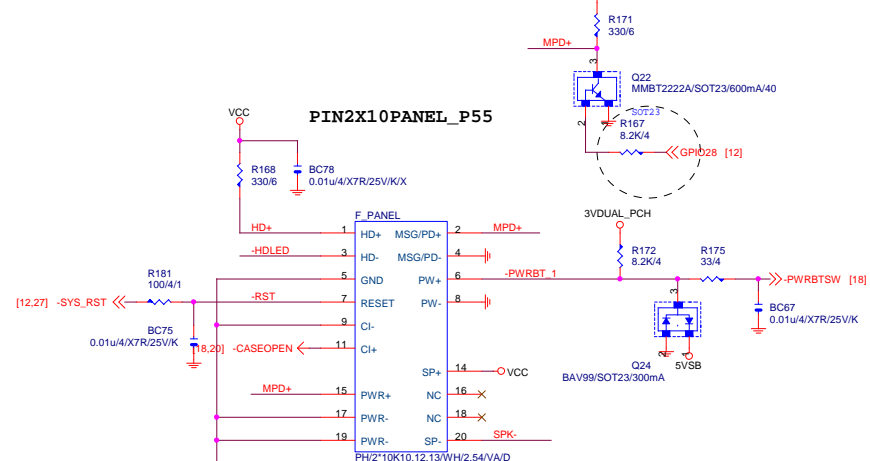 R171
330/6
MPD+
3
Q22
MMBT2222A/SOT23/600mA/40
SOT23
2
1
R167
8.2K/4
GPIO28 [12]
PIN2X10PANEL_P55
VCC
R168
330/6
BC78
0.01u/4/X7R/25V/K/X
3VDUAL_PCH
F_PANEL
HD+ 1 HD+ MSG/PD+ 2 MPD+
-HDLED 3 HD- MSG/PD- 4
R172
8.2K/4
R175
33/4
5 GND PW+ 6 -PWRBT_1 -PWRBTSW [18]
R181
100/4/1
[12,27] -SYS_RST -RST 7 RESET PW- 8
3
BC67
0.01u/4/X7R/25V/K
9 CI-
BC75
0.01u/4/X7R/25V/K
[18,20] -CASEOPEN 11 CI+
2
1
Q24
5VSB
BAV99/SOT23/300mA
SP+ 14 VCC
MPD+ 15 PWR+ NC 16
17 PWR- NC 18
19 PWR- SP- 20 SPK-
PH/2*10K10,12,13/WH/2.54/VA/D